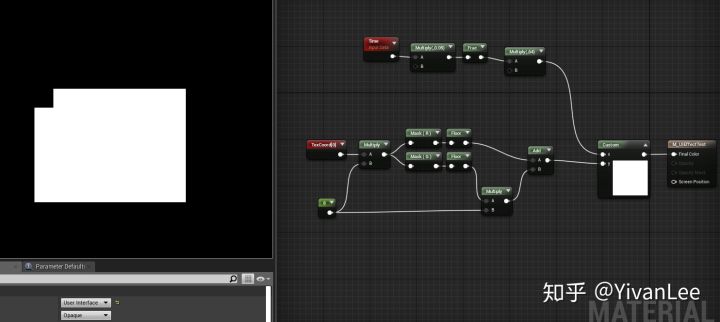 Time
Input Data
Multiply(,0.05)
A
B
Frac
Multiply(,64)
A
B
TexCoord[0]
Multiply
A
B
Mask ( R )
Floor
Mask ( G )
Floor
Add
A
B
Multiply
A
B
8
Custom
M_UIEffectTest
Final Color
Opacity
Opacity Mask
Screen Position
Parameter Defaults
User Interface
Opaque
知乎 @YivanLee
MATERIAL